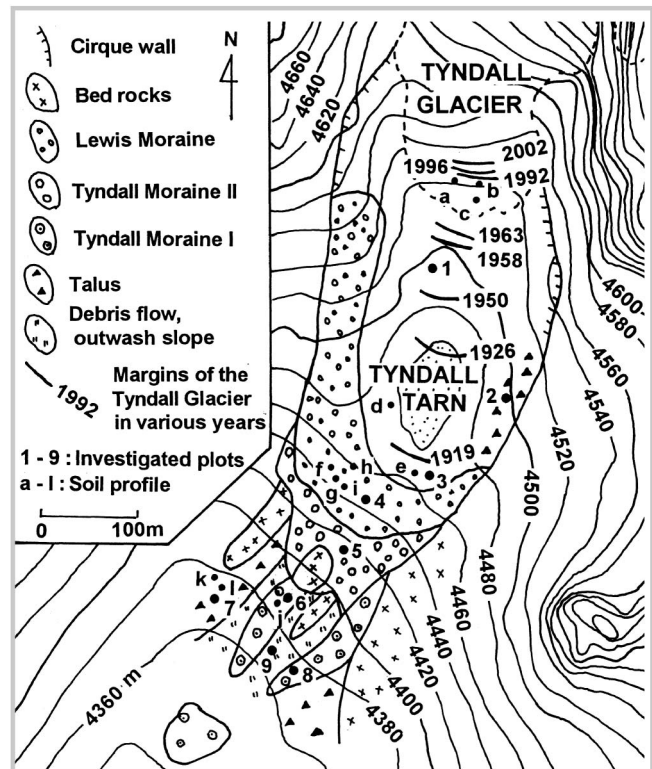 Cirque wall
Bed rocks
Lewis Moraine
Tyndall Moraine II
Tyndall Moraine I
Talus
Debris flow,
outwash slope
1992
Margins of the
Tyndall Glacier
in various years
1 - 9 : Investigated plots
a - l : Soil profile
0 100m
N
4660
4640
4620
TYNDALL
GLACIER
2002
1996
1992
a
b
c
1963
1958
1
1950
1926
TYNDALL
TARN
d
2
1919
e
3
f
h
g
i
4
5
k
l
7
6
j
9
8
4600
4580
4560
4540
4520
4500
4480
4460
4440
4420
4400
4380
4360 m